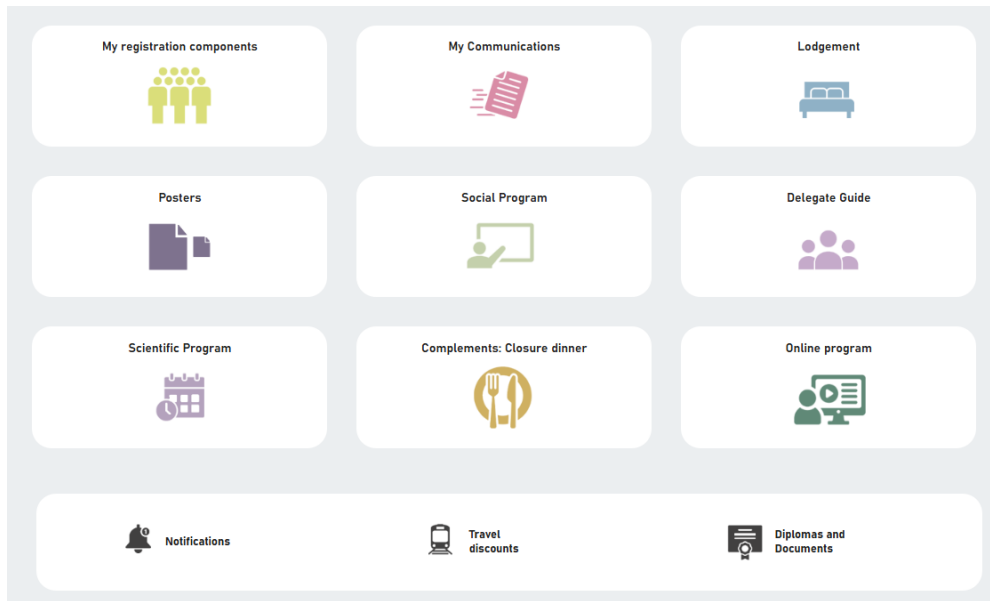 My registration components
My Communications
Lodgement
Posters
Social Program
Delegate Guide
Scientific Program
Complements: Closure dinner
Online program
1
Notifications
Travel
discounts
Diplomas and
Documents